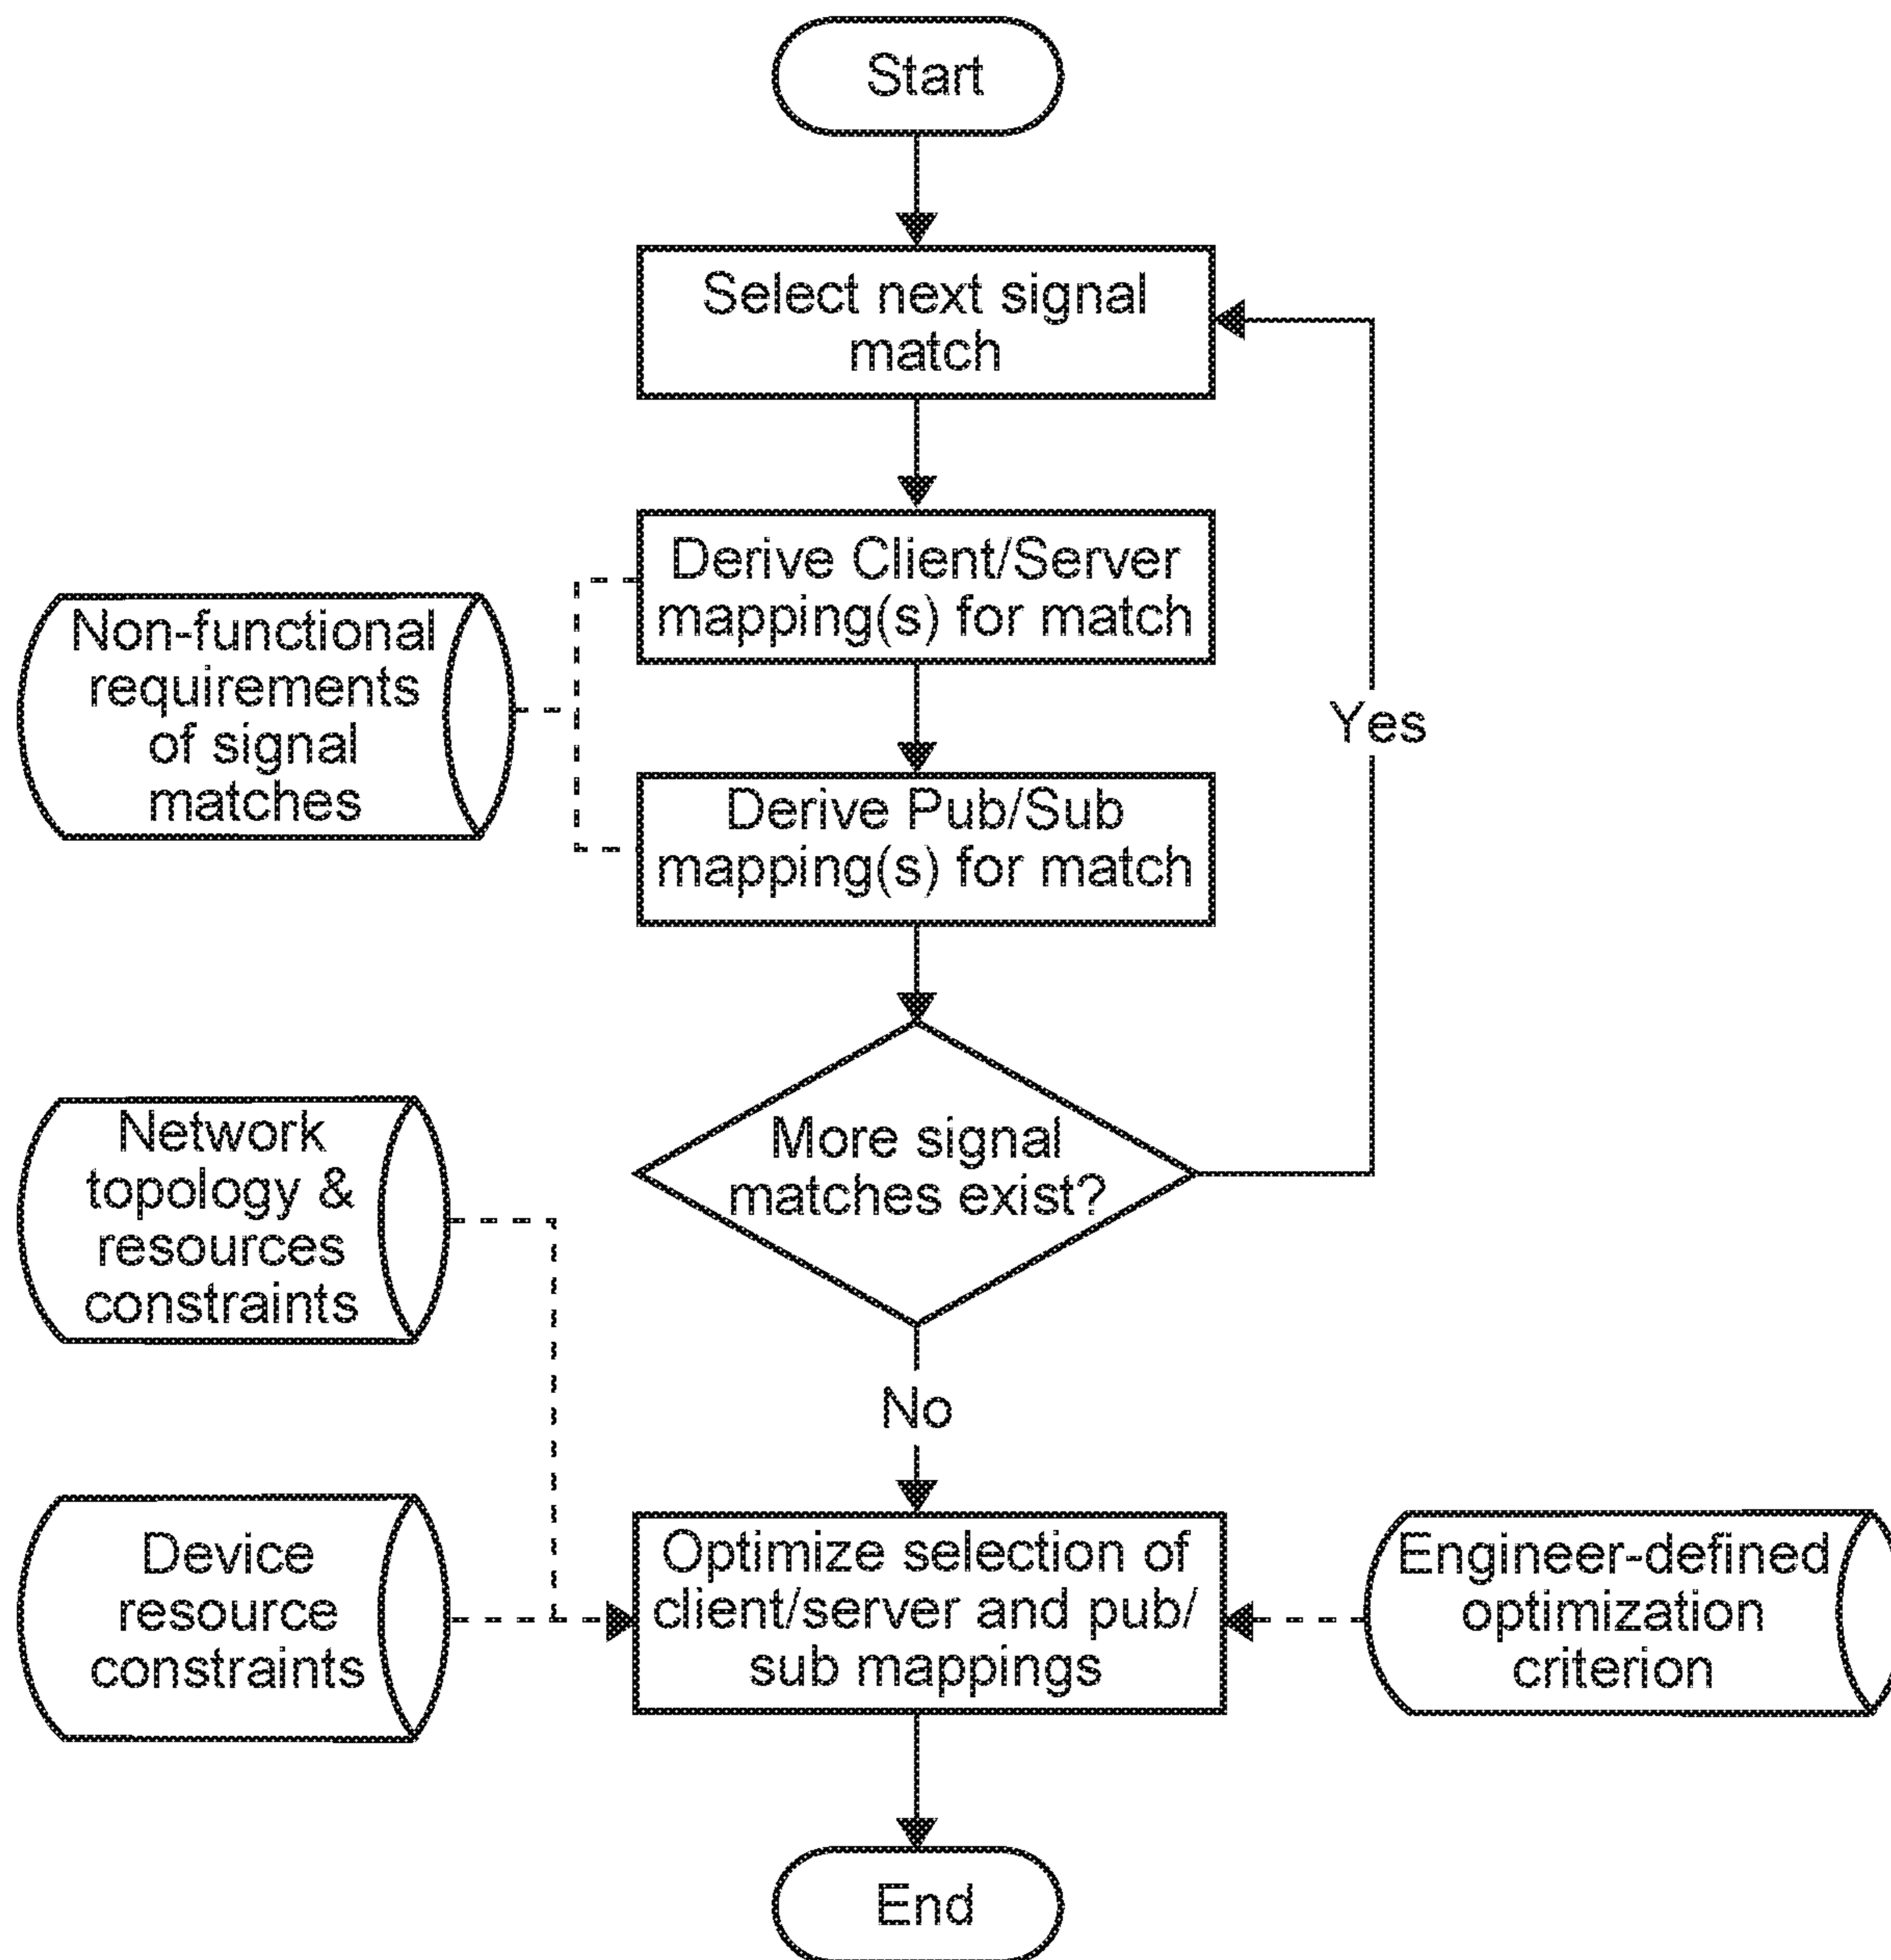 Start
Select next signal
match
Derive Client/Server
mapping(s) for match
Non-functional
requirements
of signal
matches
Derive Pub/Sub
mapping(s) for match
Yes
More signal
matches exist?
Network
topology &
resources
constraints
No
Optimize selection of
client/server and pub/
sub mappings
Device
resource
constraints
Engineer-defined
optimization
criterion
End